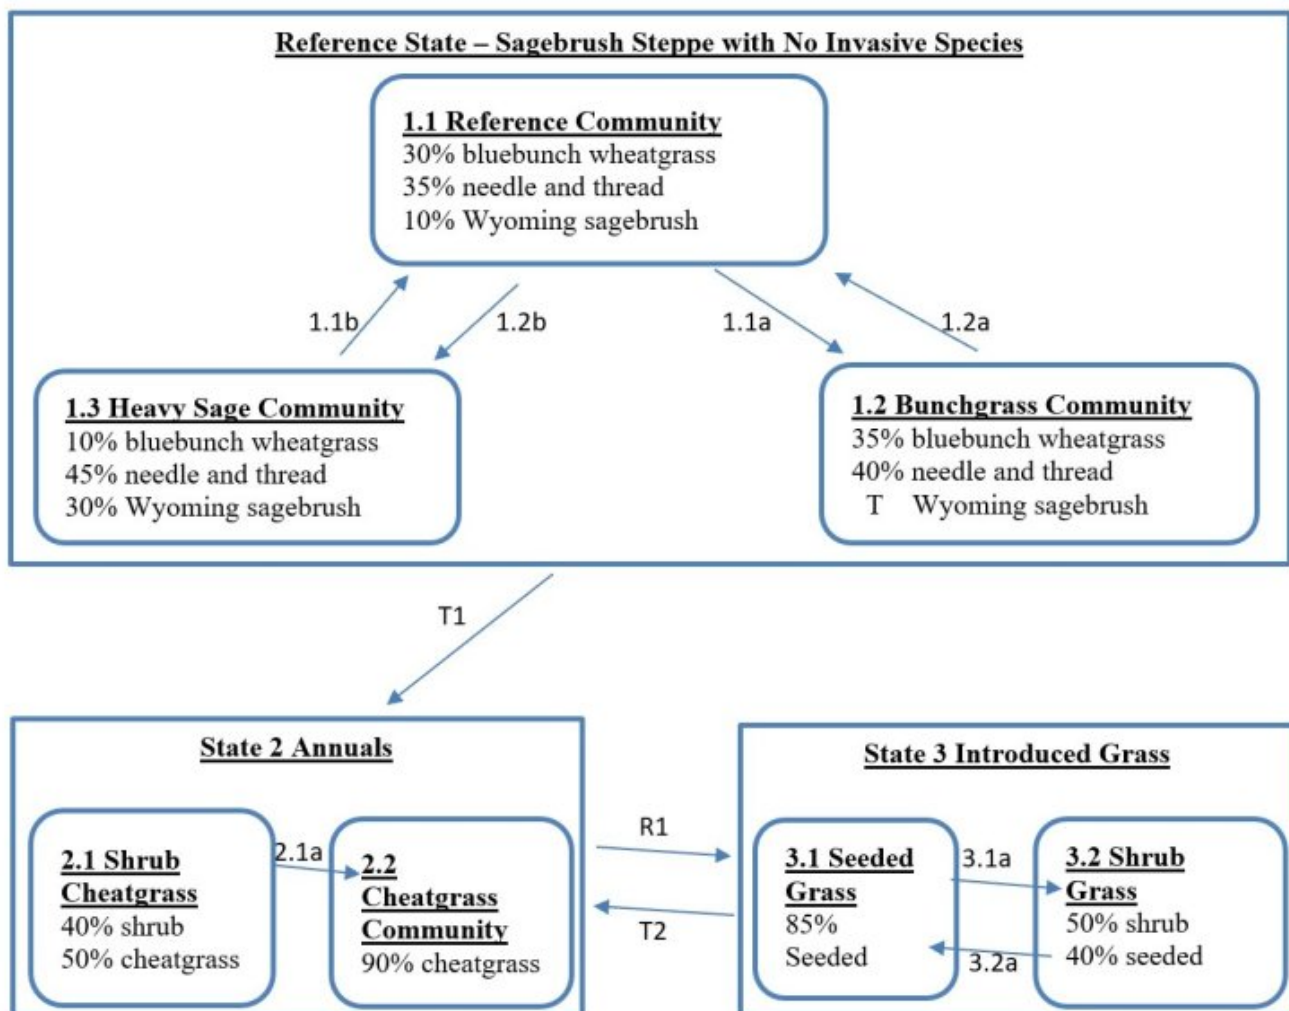 Reference State – Sagebrush Steppe with No Invasive Species
1.1 Reference Community
30% bluebunch wheatgrass
35% needle and thread
10% Wyoming sagebrush
1.1b
1.2b
1.1a
1.2a
1.3 Heavy Sage Community
10% bluebunch wheatgrass
45% needle and thread
30% Wyoming sagebrush
1.2 Bunchgrass Community
35% bluebunch wheatgrass
40% needle and thread
T Wyoming sagebrush
T1
State 2 Annuals
2.1 Shrub
Cheatgrass
40% shrub
50% cheatgrass
2.1a
2.2
Cheatgrass
Community
90% cheatgrass
R1
T2
State 3 Introduced Grass
3.1 Seeded
Grass
85%
Seeded
3.1a
3.2a
3.2 Shrub
Grass
50% shrub
40% seeded